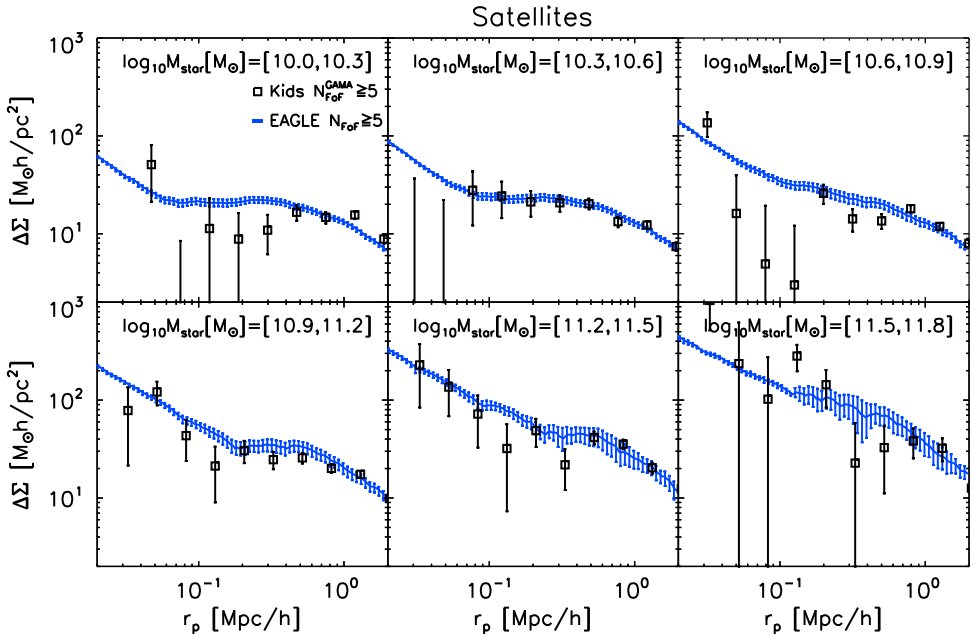 Satellites
10³
10²
10¹
ΔΣ [M⊙h/pc²]
log₁₀Mstar[M⊙]=[10.0,10.3]
Kids N_FoF^GAMA≧5
EAGLE N_FoF≧5
log₁₀Mstar[M⊙]=[10.3,10.6]
log₁₀Mstar[M⊙]=[10.6,10.9]
10³
10²
10¹
ΔΣ [M⊙h/pc²]
log₁₀Mstar[M⊙]=[10.9,11.2]
log₁₀Mstar[M⊙]=[11.2,11.5]
log₁₀Mstar[M⊙]=[11.5,11.8]
10⁻¹ 10⁰ 10⁻¹ 10⁰ 10⁻¹ 10⁰
r_p [Mpc/h] r_p [Mpc/h] r_p [Mpc/h]